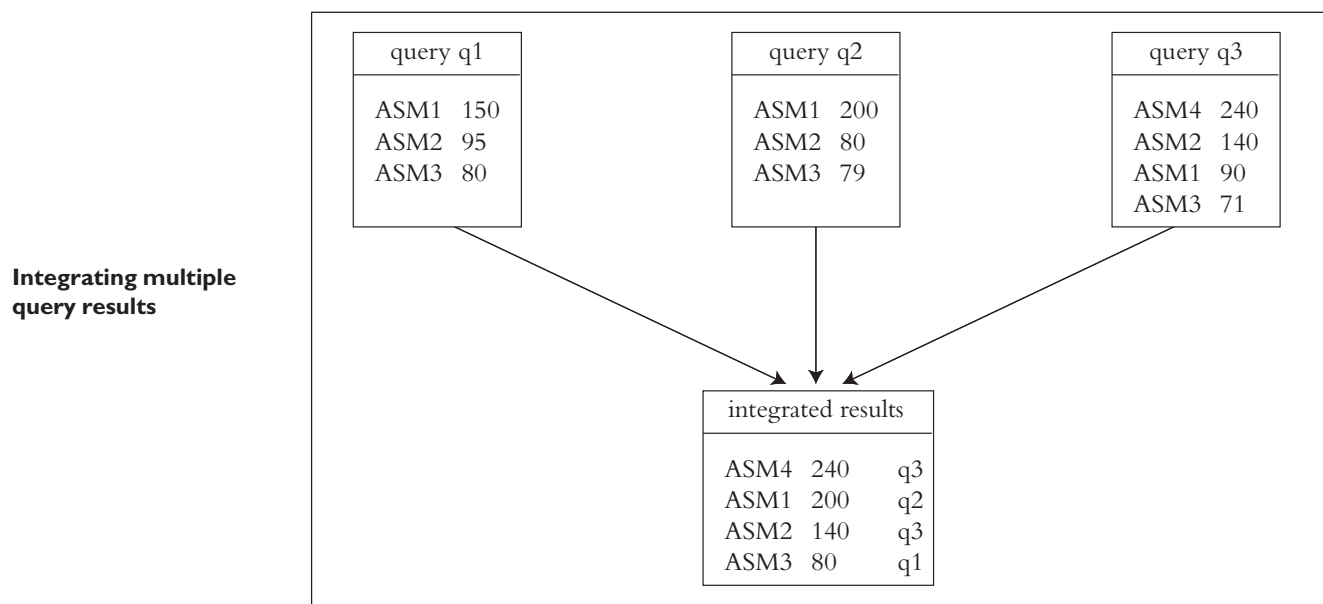 query q1
ASM1 150
ASM2 95
ASM3 80
query q2
ASM1 200
ASM2 80
ASM3 79
query q3
ASM4 240
ASM2 140
ASM1 90
ASM3 71
Integrating multiple
query results
integrated results
ASM4 240 q3
ASM1 200 q2
ASM2 140 q3
ASM3 80 q1